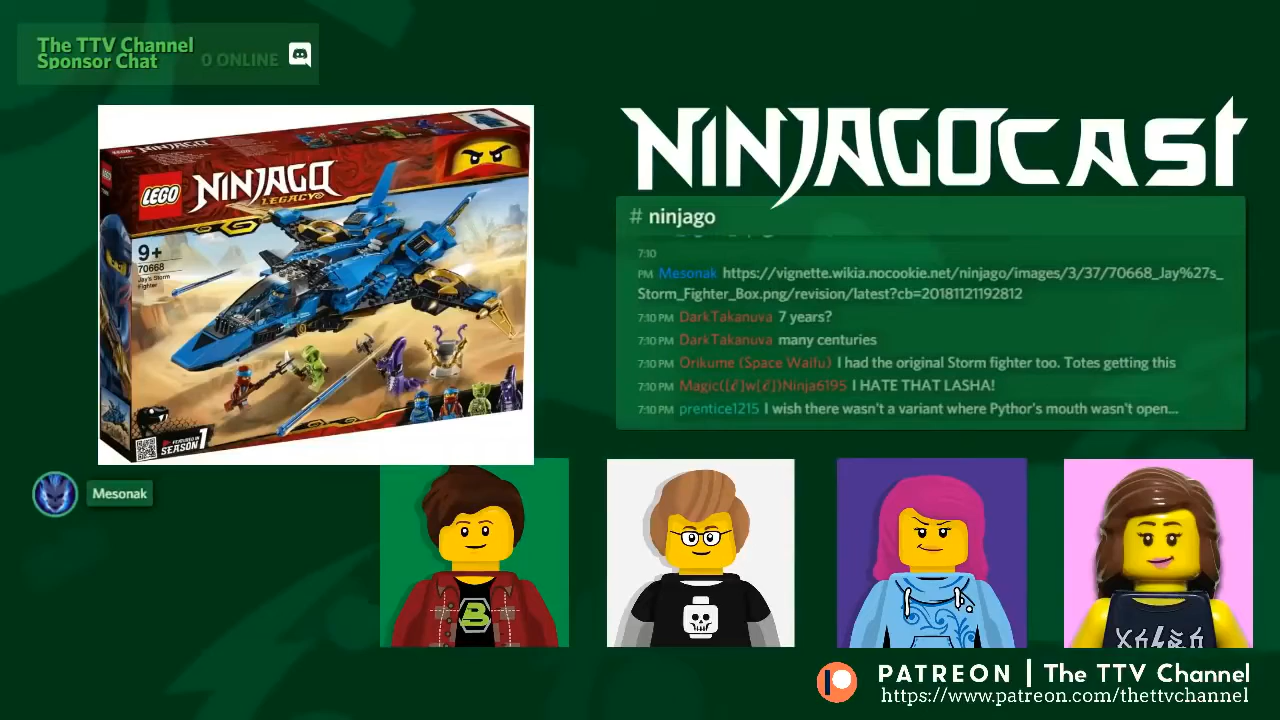 The TTV Channel
Sponsor Chat
0 ONLINE
NINJAGOCAST
LEGO
NINJAGO
LEGACY
9+
70668
Jay's Storm
Fighter
FEATURED IN
SEASON 1
# ninjago
7:10
PM Mesonak https://vignette.wikia.nocookie.net/ninjago/images/3/37/70668_Jay%27s_
Storm_Fighter_Box.png/revision/latest?cb=20181121192812
7:10 PM DarkTakanuva 7 years?
7:10 PM DarkTakanuva many centuries
7:10 PM Orikume (Space Waifu) I had the original Storm fighter too. Totes getting this
7:10 PM Magic([ℰ]w[ℰ])Ninja6195 I HATE THAT LASHA!
7:10 PM prentice1215 I wish there wasn't a variant where Pythor's mouth wasn't open...
Mesonak
B
PATREON | The TTV Channel
https://www.patreon.com/thettvchannel